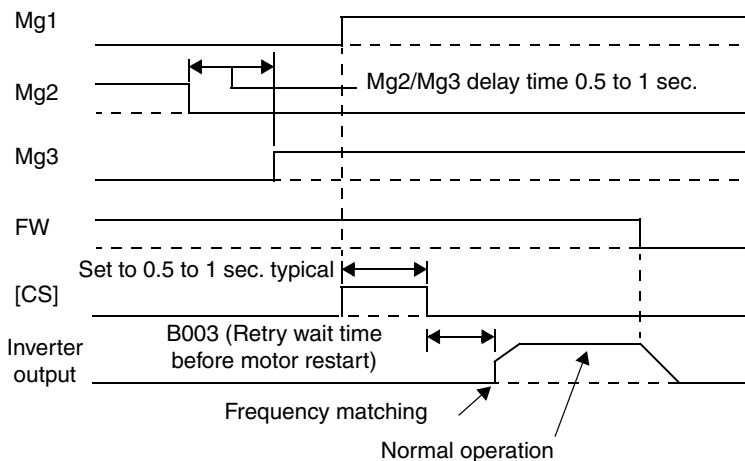 Mg1
Mg2/Mg3 delay time 0.5 to 1 sec.
Mg2
Mg3
FW
Set to 0.5 to 1 sec. typical
[CS]
B003 (Retry wait time
before motor restart)
Inverter
output
Frequency matching
Normal operation